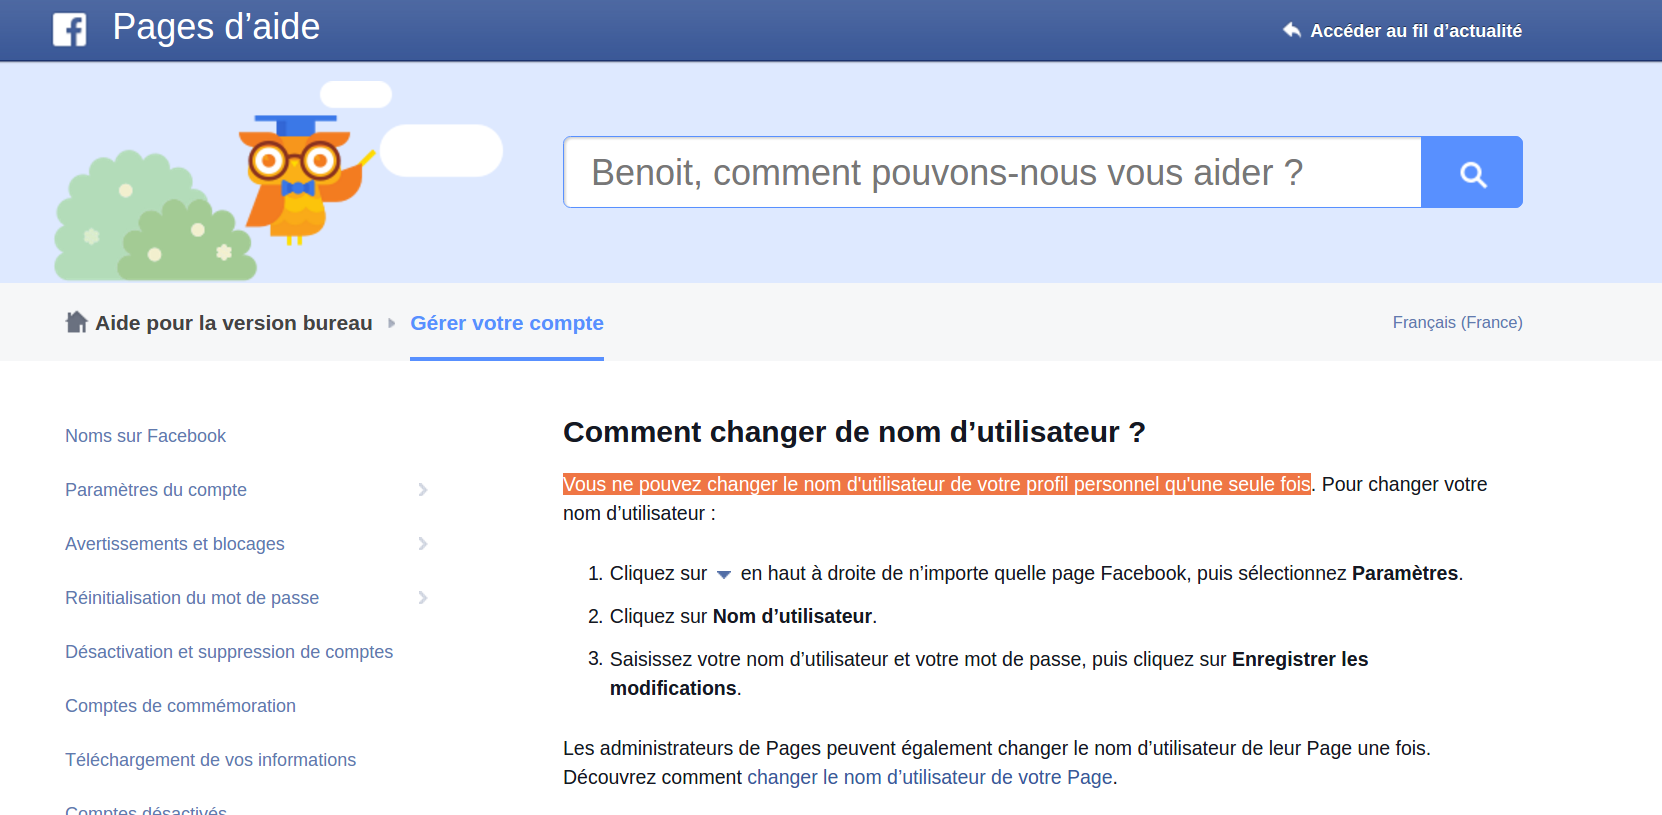 Pages d’aide
Accéder au fil d’actualité
Benoit, comment pouvons-nous vous aider ?
Aide pour la version bureau
Gérer votre compte
Français (France)
Noms sur Facebook
Paramètres du compte
Avertissements et blocages
Réinitialisation du mot de passe
Désactivation et suppression de comptes
Comptes de commémoration
Téléchargement de vos informations
Comptes désactivés
Comment changer de nom d’utilisateur ?
Vous ne pouvez changer le nom d'utilisateur de votre profil personnel qu'une seule fois. Pour changer votre
nom d’utilisateur :
1. Cliquez sur en haut à droite de n’importe quelle page Facebook, puis sélectionnez Paramètres.
2. Cliquez sur Nom d’utilisateur.
3. Saisissez votre nom d’utilisateur et votre mot de passe, puis cliquez sur Enregistrer les
modifications.
Les administrateurs de Pages peuvent également changer le nom d’utilisateur de leur Page une fois.
Découvrez comment changer le nom d’utilisateur de votre Page.